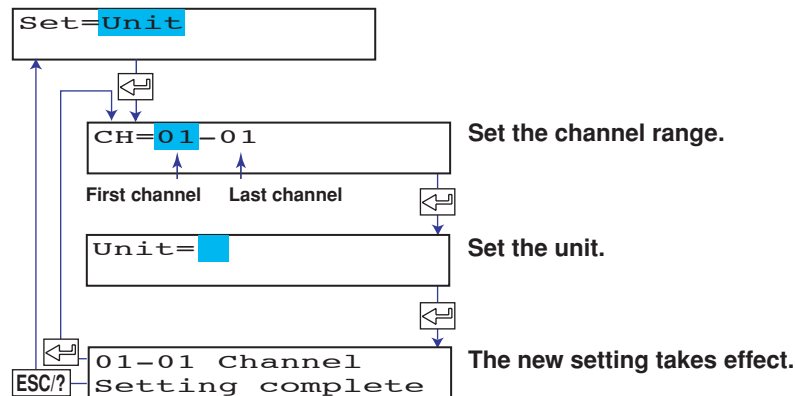 Set=Unit
CH=01-01
Set the channel range.
First channel Last channel
Unit=
Set the unit.
01-01 Channel
Setting complete
The new setting takes effect.
ESC/?